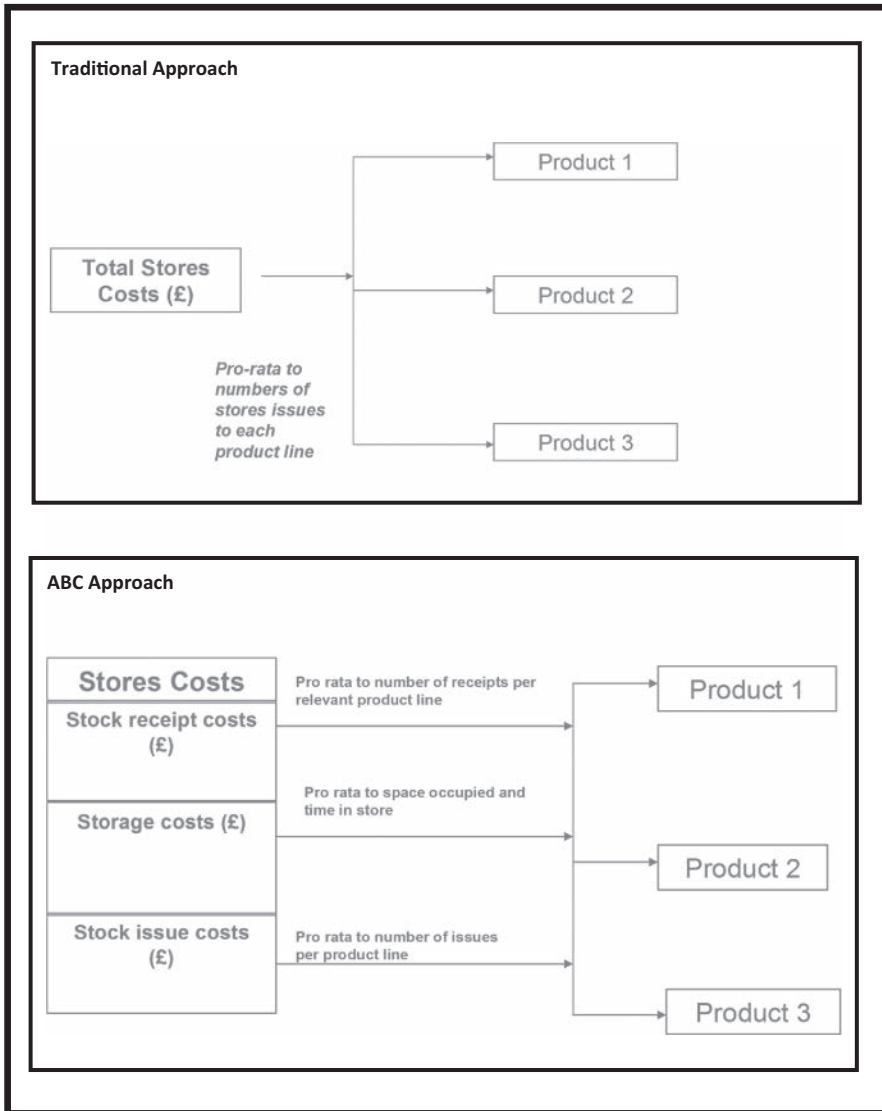 Traditional Approach
Product 1
Total Stores
Costs (£)
Product 2
Pro-rata to
numbers of
stores issues
to each
product line
Product 3
ABC Approach
Stores Costs
Stock receipt costs
(£)
Storage costs (£)
Stock issue costs
(£)
Pro rata to number of receipts per
relevant product line
Pro rata to space occupied and
time in store
Pro rata to number of issues
per product line
Product 1
Product 2
Product 3